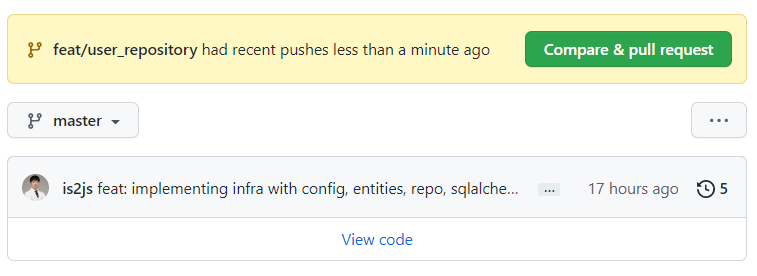 feat/user_repository had recent pushes less than a minute ago Compare & pull request
master ...
is2js feat: implementing infra with config, entities, repo, sqlalche... ... 17 hours ago 5
View code